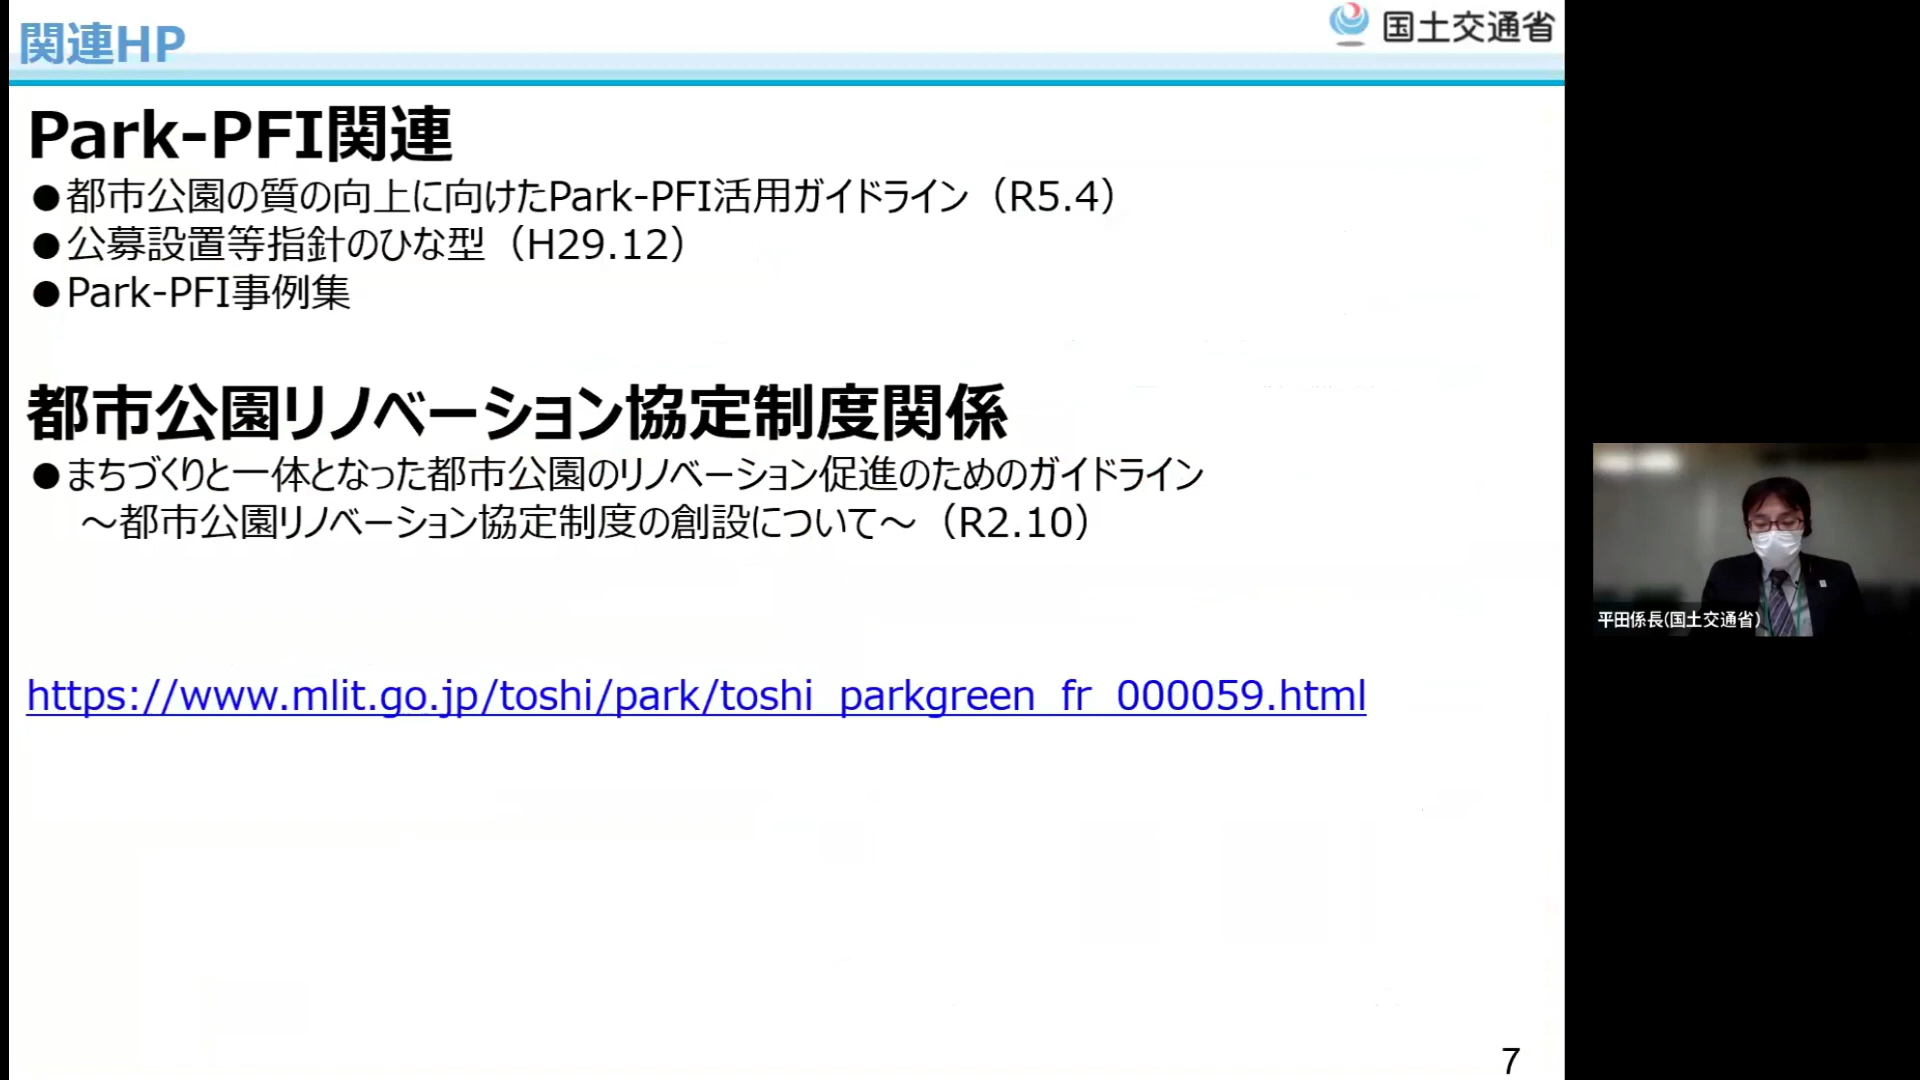 関連HP
国土交通省
Park-PFI関連
●都市公園の質の向上に向けたPark-PFI活用ガイドライン（R5.4）
●公募設置等指針のひな型（H29.12）
●Park-PFI事例集
都市公園リノベーション協定制度関係
●まちづくりと一体となった都市公園のリノベーション促進のためのガイドライン
～都市公園リノベーション協定制度の創設について～（R2.10）
https://www.mlit.go.jp/toshi/park/toshi_parkgreen_fr_000059.html
7
平田係長(国土交通省)